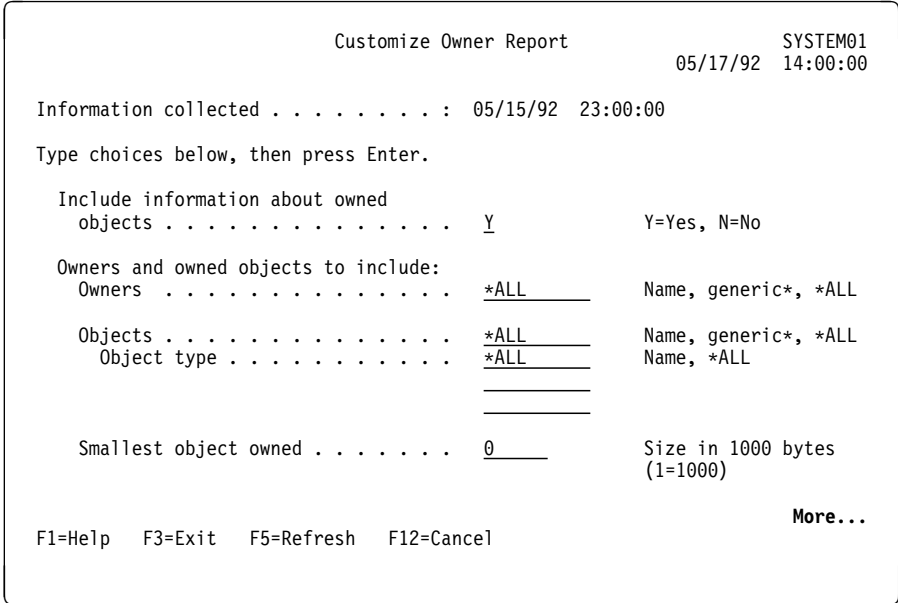 Customize Owner Report SYSTEM01
05/17/92 14:00:00
Information collected . . . . . . . . : 05/15/92 23:00:00
Type choices below, then press Enter.
Include information about owned
objects . . . . . . . . . . . . . . Y Y=Yes, N=No
Owners and owned objects to include:
Owners . . . . . . . . . . . . . . *ALL Name, generic*, *ALL
Objects . . . . . . . . . . . . . . *ALL Name, generic*, *ALL
Object type . . . . . . . . . . . *ALL Name, *ALL
Smallest object owned . . . . . . . 0 Size in 1000 bytes
(1=1000)
More...
F1=Help F3=Exit F5=Refresh F12=Cancel